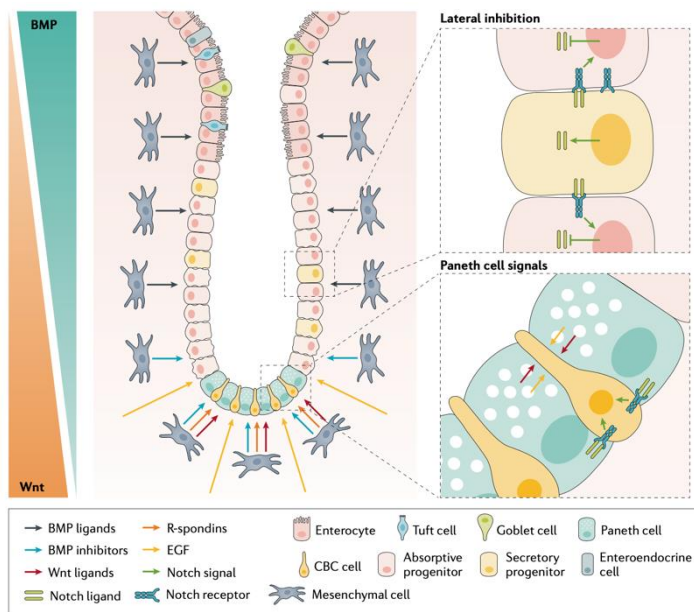 BMP
Wnt
Lateral inhibition
Paneth cell signals
BMP ligands
BMP inhibitors
Wnt ligands
Notch ligand
R-spondins
EGF
Notch signal
Notch receptor
Enterocyte
Tuft cell
Goblet cell
Paneth cell
CBC cell
Absorptive
progenitor
Secretory
progenitor
Enteroendocrine
cell
Mesenchymal cell